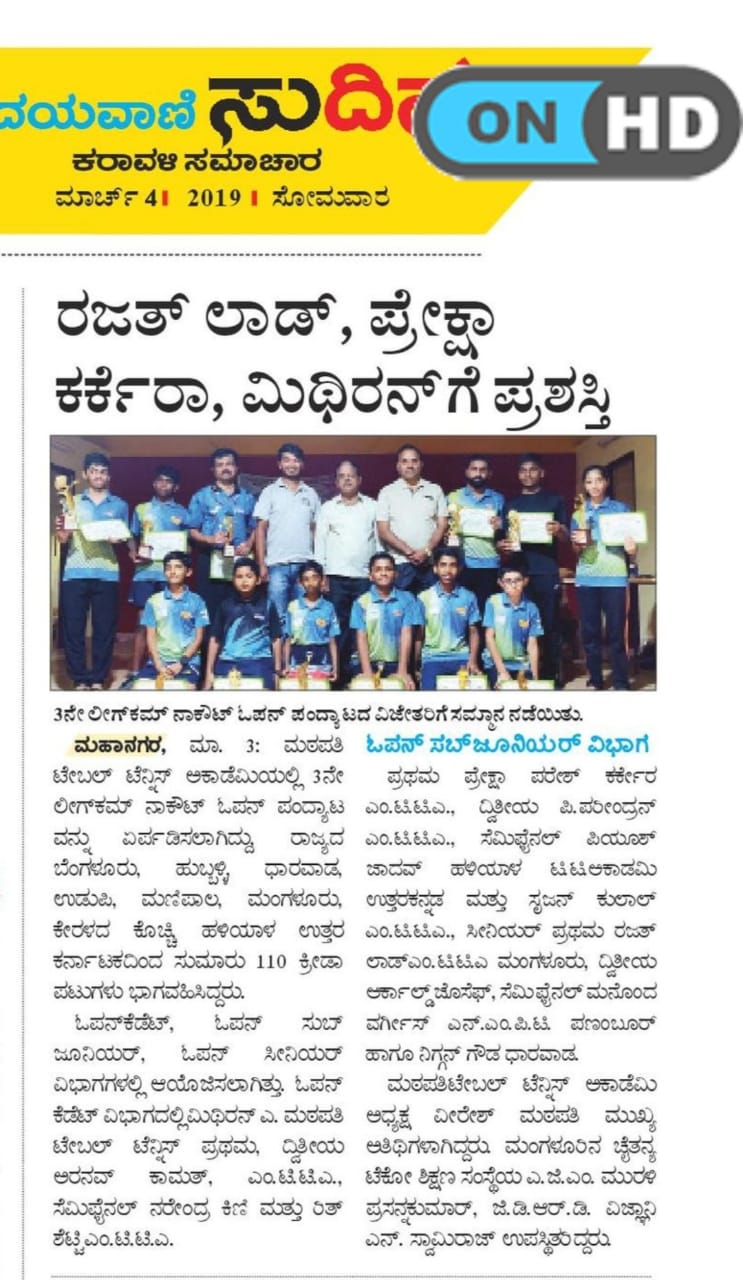 ದಯವಾಣಿ ಸುದಿನ
ON HD
ಕರಾವಳಿ ಸಮಾಚಾರ
ಮಾರ್ಚ್ 4। 2019 । ಸೋಮವಾರ
ರಜತ್ ಲಾಡ್, ಪ್ರೇಕ್ಷಾ
ಕರ್ಕೆರಾ, ಮಿಥಿರನ್‌ಗೆ ಪ್ರಶಸ್ತಿ
3ನೇ ಲೀಗ್‌ಕಮ್ ನಾಕೌಟ್ ಓಪನ್ ಪಂದ್ಯಾಟದ ವಿಜೇತರಿಗೆ ಸಮ್ಮಾನ ನಡೆಯಿತು.
ಮಹಾನಗರ, ಮಾ. 3: ಮಠಪತಿ
ಟೇಬಲ್ ಟೆನ್ನಿಸ್ ಅಕಾಡೆಮಿಯಲ್ಲಿ 3ನೇ
ಲೀಗ್‌ಕಮ್ ನಾಕೌಟ್ ಓಪನ್ ಪಂದ್ಯಾಟ
ವನ್ನು ಏರ್ಪಡಿಸಲಾಗಿದ್ದು, ರಾಜ್ಯದ
ಬೆಂಗಳೂರು, ಹುಬ್ಬಳ್ಳಿ, ಧಾರವಾಡ,
ಉಡುಪಿ, ಮಣಿಪಾಲ, ಮಂಗಳೂರು,
ಕೇರಳದ ಕೊಚ್ಚಿ ಹಳಿಯಾಳ ಉತ್ತರ
ಕರ್ನಾಟಕದಿಂದ ಸುಮಾರು 110 ಕ್ರೀಡಾ
ಪಟುಗಳು ಭಾಗವಹಿಸಿದ್ದರು.
ಓಪನ್‌ಕೆಡೆಟ್, ಓಪನ್ ಸುಬ್
ಜೂನಿಯರ್, ಓಪನ್ ಸೀನಿಯರ್
ವಿಭಾಗಗಳಲ್ಲಿ ಆಯೋಜಿಸಲಾಗಿತ್ತು. ಓಪನ್
ಕೆಡೆಟ್ ವಿಭಾಗದಲ್ಲಿ ಮಿಥಿರನ್ ಎ. ಮಠಪತಿ
ಟೇಬಲ್ ಟೆನ್ನಿಸ್ ಪ್ರಥಮ, ದ್ವಿತೀಯ
ಅರನವ್ ಕಾಮತ್, ಎಂ.ಟಿ.ಟಿ.ಎ.,
ಸೆಮಿಫೈನಲ್ ನರೇಂದ್ರ ಕಿಣಿ ಮತ್ತು ರಿತ್
ಶೆಟ್ಟಿ ಎಂ.ಟಿ.ಟಿ.ಎ.
ಓಪನ್ ಸಬ್‌ಜೂನಿಯರ್ ವಿಭಾಗ
ಪ್ರಥಮ ಪ್ರೇಕ್ಷಾ ಪರೇಶ್ ಕರ್ಕೇರ
ಎಂ.ಟಿ.ಟಿ.ಎ., ದ್ವಿತೀಯ ಪಿ.ಪರೀಂದ್ರನ್
ಎಂ.ಟಿ.ಟಿ.ಎ., ಸೆಮಿಫೈನಲ್ ಪಿಯೂಶ್
ಜಾದವ್ ಹಳಿಯಾಳ ಟಿ.ಟಿ.ಅಕಾಡಮಿ
ಉತ್ತರಕನ್ನಡ ಮತ್ತು ಸೃಜನ್ ಕುಲಾಲ್
ಎಂ.ಟಿ.ಟಿ.ಎ., ಸೀನಿಯರ್ ಪ್ರಥಮ ರಜತ್
ಲಾಡ್ಎಂ.ಟಿ.ಟಿ.ಎ ಮಂಗಳೂರು, ದ್ವಿತೀಯ
ಆರ್ಕಾಲ್ಡ್ ಜೊಸೆಫ್, ಸೆಮಿಫೈನಲ್ ಮನೊಂದ
ವರ್ಗೀಸ್ ಎನ್.ಎಂ.ಪಿ.ಟಿ. ಪಣಂಬೂರ್
ಹಾಗೂ ನಿಗ್ಗನ್ ಗೌಡ ಧಾರವಾಡ.
ಮಠಪತಿಟೇಬಲ್ ಟೆನ್ನಿಸ್ ಅಕಾಡೆಮಿ
ಅಧ್ಯಕ್ಷ ವೀರೇಶ್ ಮಠಪತಿ ಮುಖ್ಯ
ಅತಿಥಿಗಳಾಗಿದ್ದರು. ಮಂಗಳೂರಿನ ಚೈತನ್ಯ
ಟೆಕೋ ಶಿಕ್ಷಣ ಸಂಸ್ಥೆಯ ಎ.ಜಿ.ಎಂ. ಮುರಳಿ
ಪ್ರಸನ್ನಕುಮಾರ್, ಜಿ.ಡಿ.ಆರ್.ಡಿ. ವಿಜ್ಞಾನಿ
ಎನ್. ಸ್ವಾಮಿರಾಜ್ ಉಪಸ್ಥಿತರಿದ್ದರು.